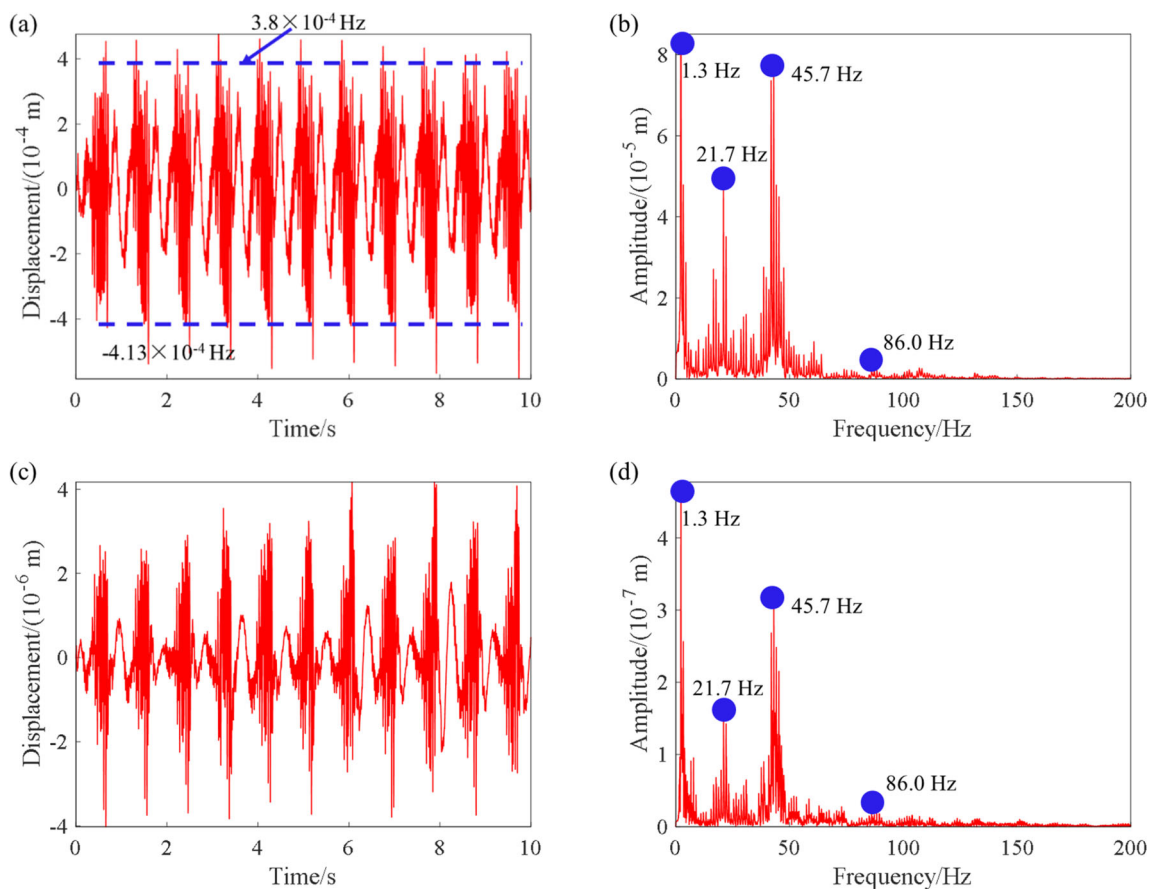 (a)
3.8×10-4 Hz
4
2
0
-2
-4
-4.13×10-4 Hz
Displacement/(10-4 m)
0
2
4
6
8
10
Time/s
(b)
8
6
4
2
0
1.3 Hz
45.7 Hz
21.7 Hz
86.0 Hz
Amplitude/(10-5 m)
0
50
100
150
200
Frequency/Hz
(c)
4
2
0
-2
-4
Displacement/(10-6 m)
0
2
4
6
8
10
Time/s
(d)
4
3
2
1
0
1.3 Hz
45.7 Hz
21.7 Hz
86.0 Hz
Amplitude/(10-7 m)
0
50
100
150
200
Frequency/Hz